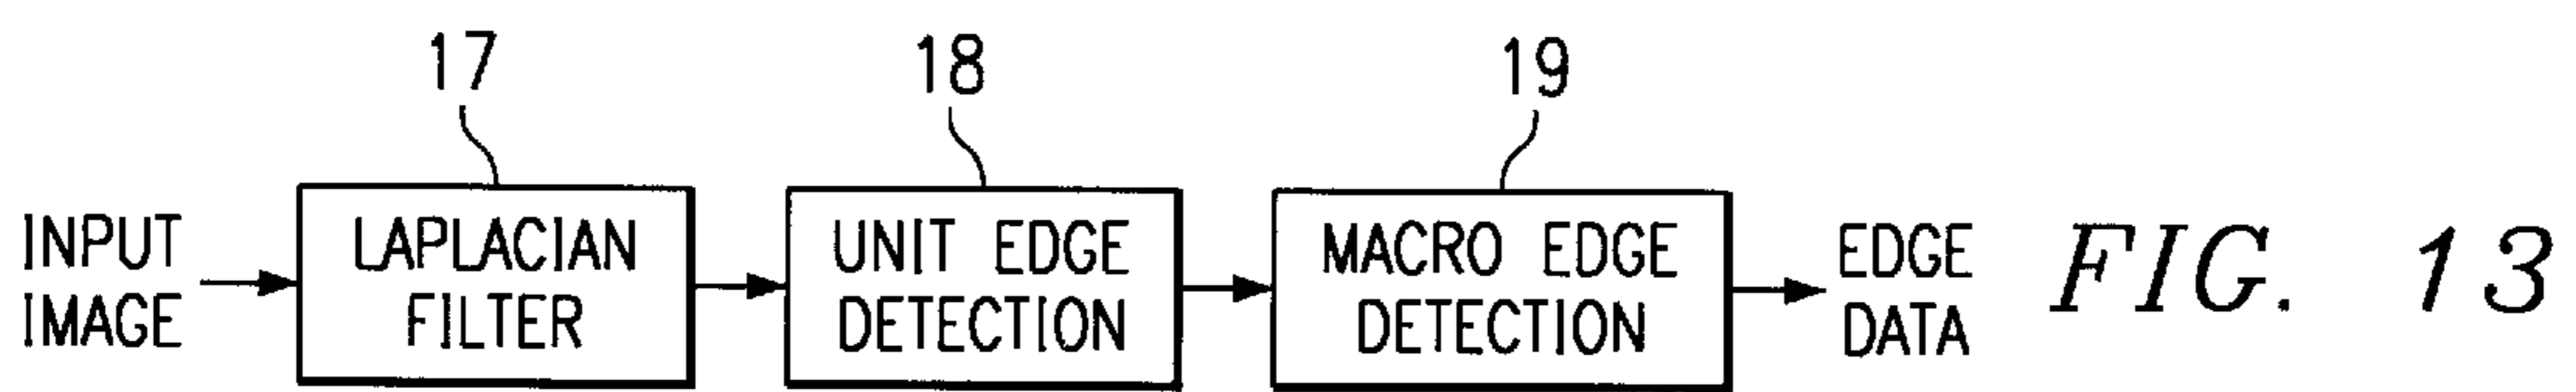 17
18
19
INPUT
IMAGE
LAPLACIAN
FILTER
UNIT EDGE
DETECTION
MACRO EDGE
DETECTION
EDGE
DATA
FIG. 13